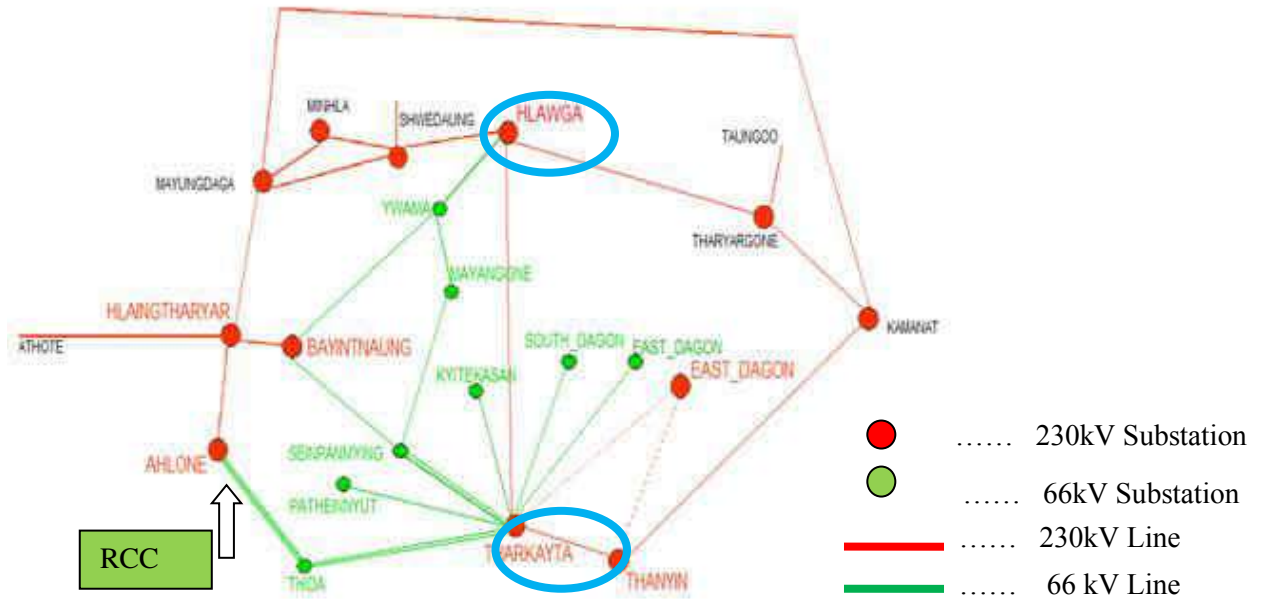 MINHLA
SHWEDAUNG
HLAWGA
TAUNGOO
MAYUNGDAGA
YWAMA
THARYARGONE
MAYANGONE
HLAINGTHARYAR
KAMANAT
ATHOTE
BAYINTNAUNG
SOUTH_DAGON
EAST_DAGON
KYITEKASAN
EAST_DAGON
...... 230kV Substation
AHLONE
SEINPANNYING
...... 66kV Substation
PATHEINNYUT
...... 230kV Line
RCC
THARKAYTA
THANYIN
THIDA
...... 66 kV Line